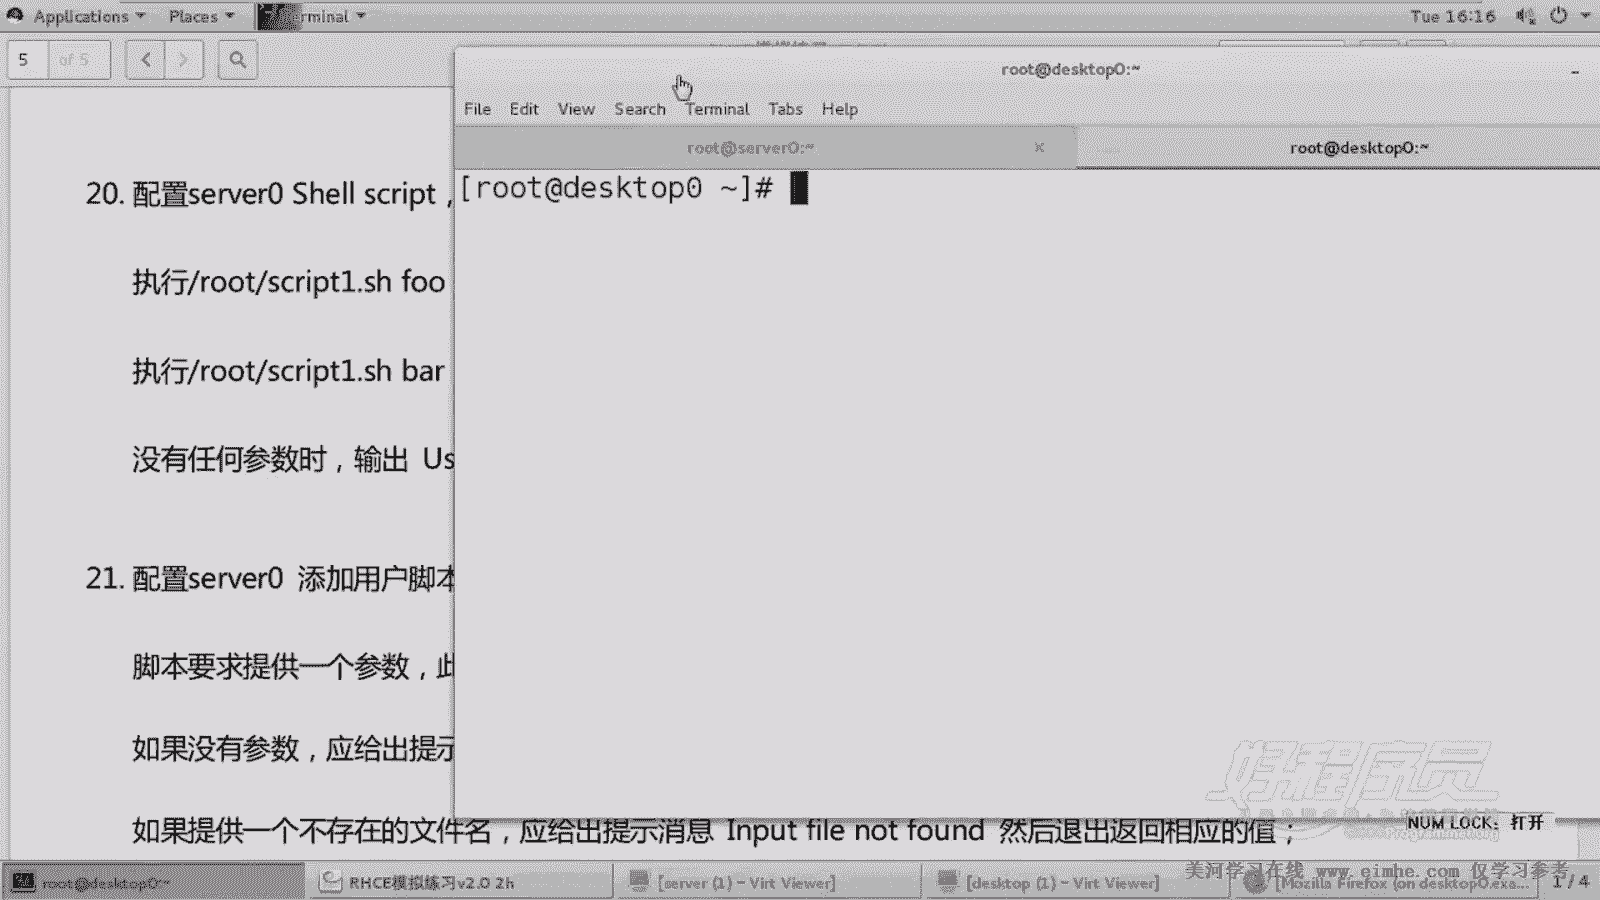 Applications Places Terminal Tue 16:16
5 of 5
root@desktop0:~
File Edit View Search Terminal Tabs Help
root@server0:~ × root@desktop0:~
[root@desktop0 ~]#
20. 配置server0 Shell script，
执行/root/script1.sh foo
执行/root/script1.sh bar
没有任何参数时，输出 Us
21. 配置server0 添加用户脚本
脚本要求提供一个参数，此
如果没有参数，应给出提示
如果提供一个不存在的文件名，应给出提示消息 Input file not found 然后退出返回相应的值；
好程序员
NUM LOCK: 打开
美河学习在线 www.eimhe.com 仅学习参考
root@desktop0:~ RHCE模拟练习v2.0 2h [server (1) – Virt Viewer] [desktop (1) – Virt Viewer] [Mozilla Firefox (on desktop0.exa... 1 / 4